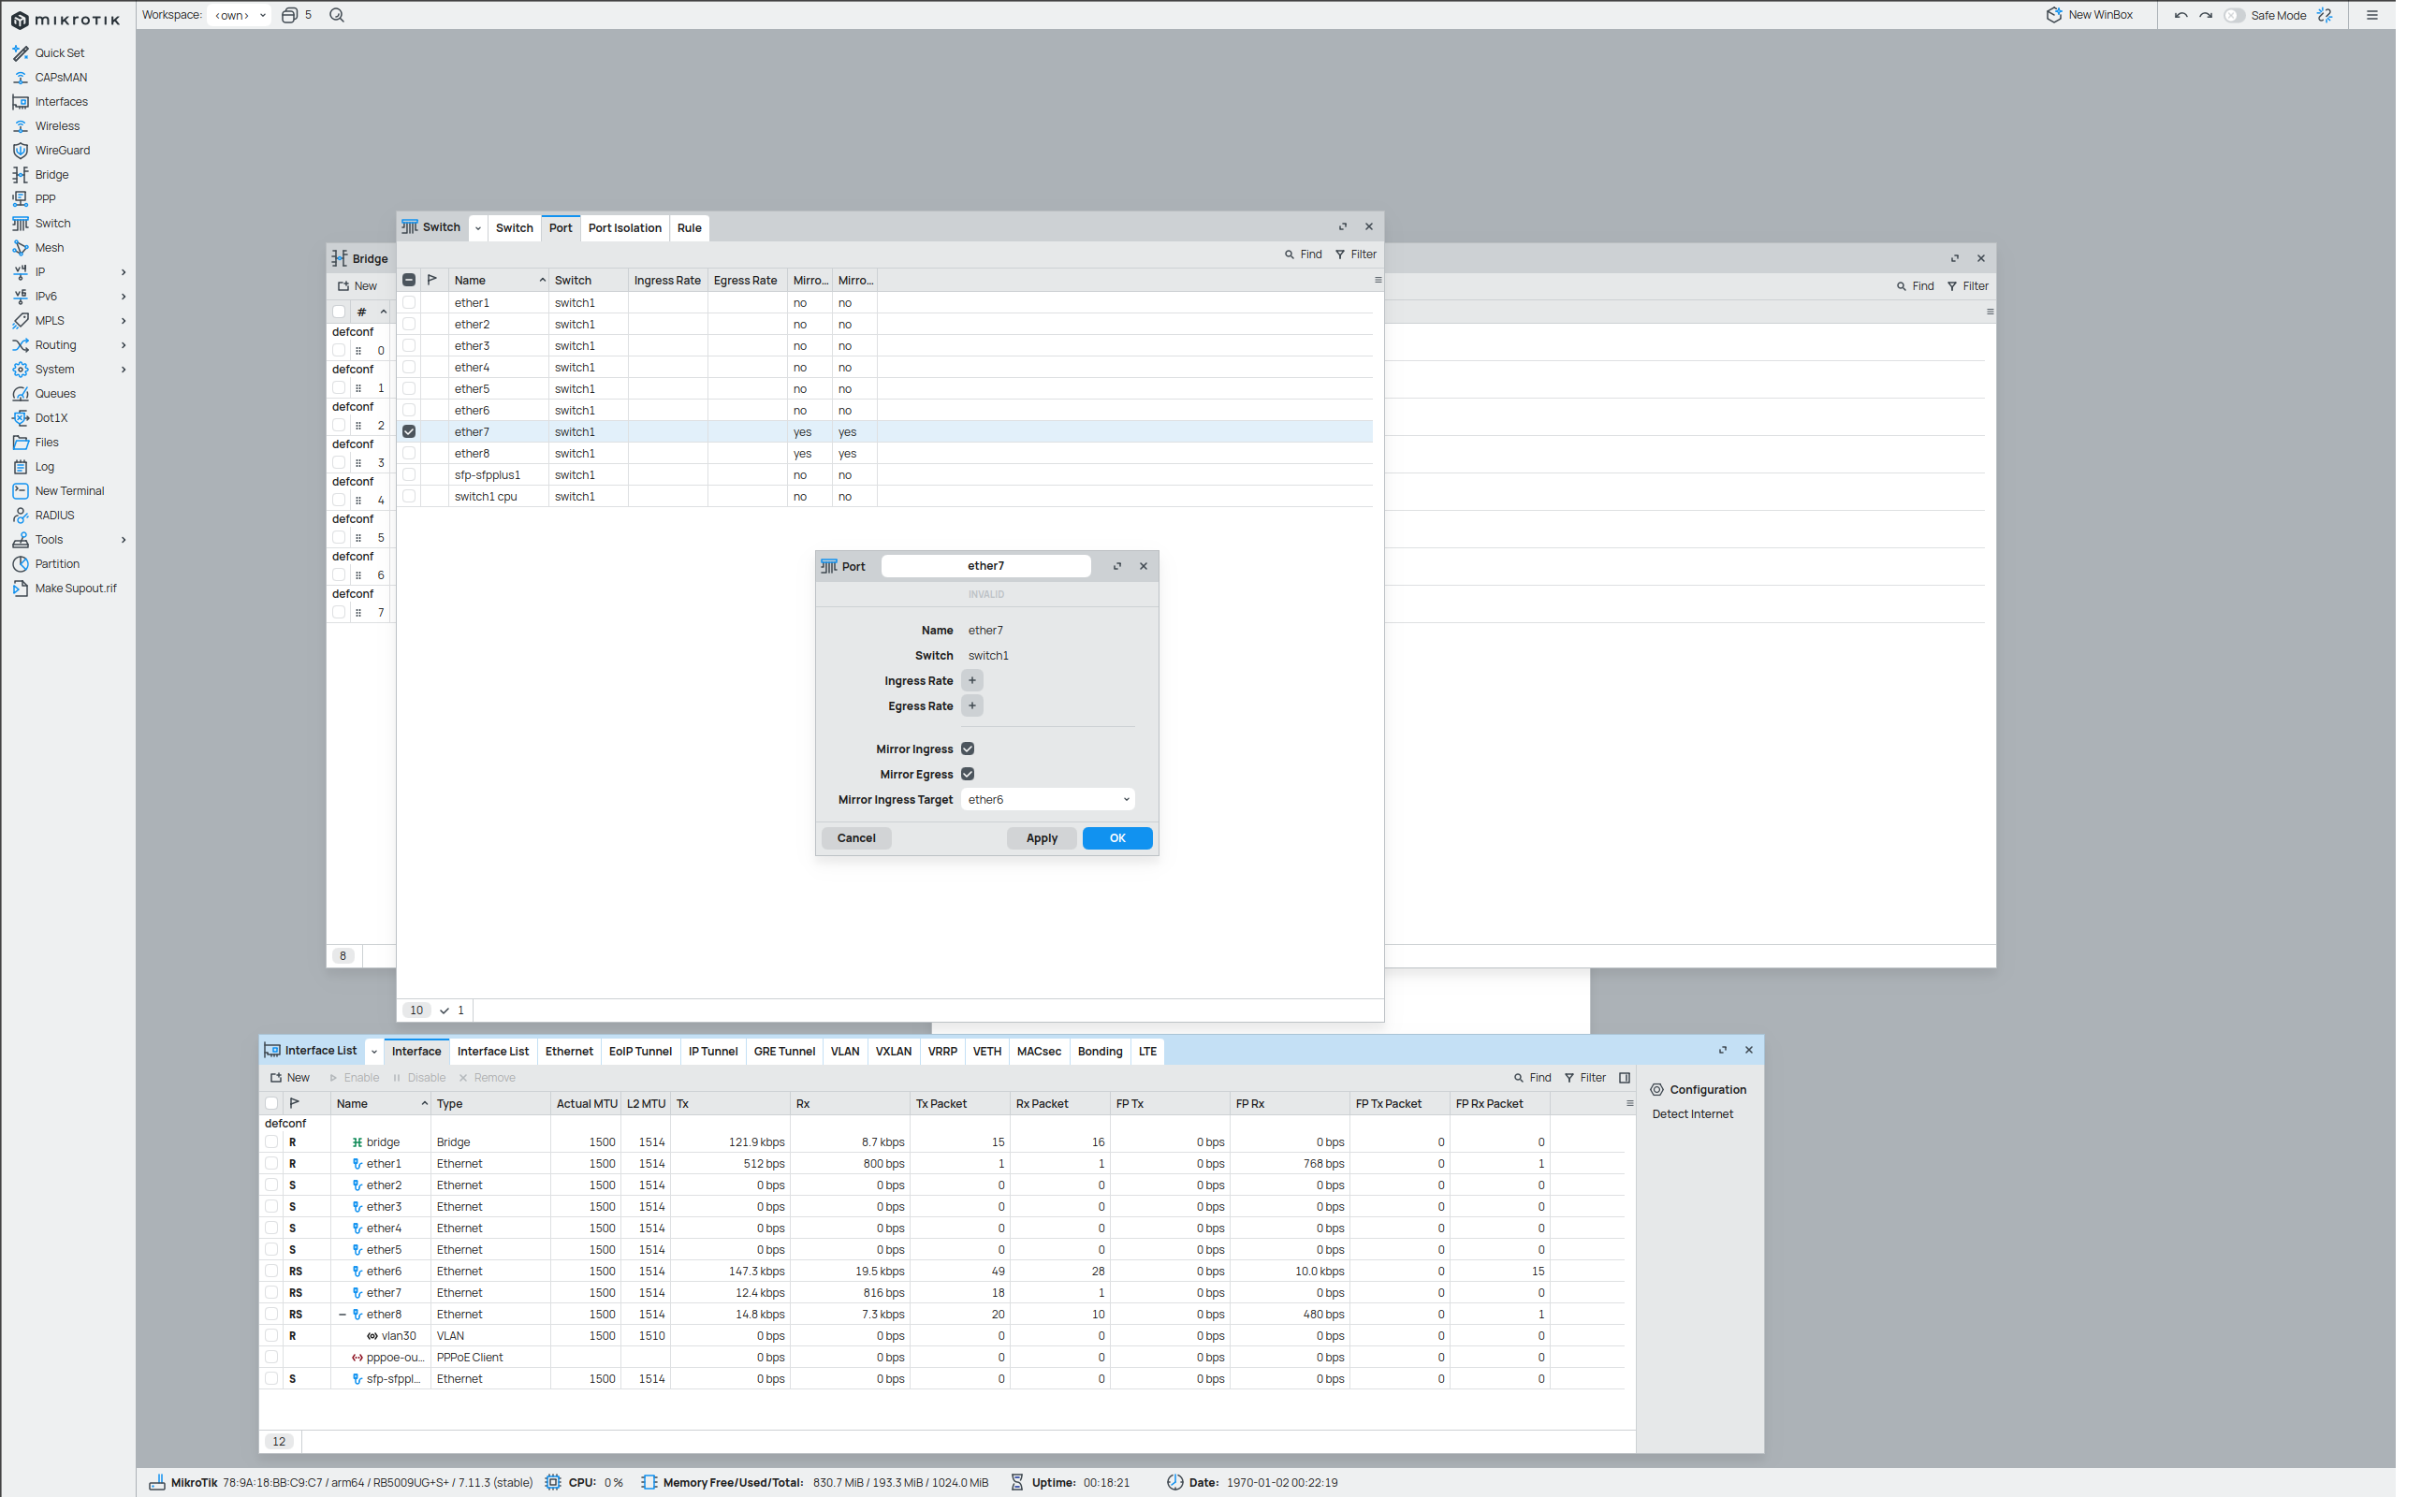 MIKROTIK
Workspace: <own> 5
New WinBox Safe Mode
Quick Set
CAPsMAN
Interfaces
Wireless
WireGuard
Bridge
PPP
Switch
Mesh
IP
IPv6
MPLS
Routing
System
Queues
Dot1X
Files
Log
New Terminal
RADIUS
Tools
Partition
Make Supout.rif
Bridge
New
Find Filter
#
defconf
0
defconf
1
defconf
2
defconf
3
defconf
4
defconf
5
defconf
6
defconf
7
8
Switch Switch Port Port Isolation Rule
Find Filter
Name Switch Ingress Rate Egress Rate Mirro... Mirro...
ether1 switch1 no no
ether2 switch1 no no
ether3 switch1 no no
ether4 switch1 no no
ether5 switch1 no no
ether6 switch1 no no
ether7 switch1 yes yes
ether8 switch1 yes yes
sfp-sfpplus1 switch1 no no
switch1 cpu switch1 no no
10 1
Port ether7
INVALID
Name ether7
Switch switch1
Ingress Rate +
Egress Rate +
Mirror Ingress
Mirror Egress
Mirror Ingress Target ether6
Cancel Apply OK
Interface List Interface Interface List Ethernet EoIP Tunnel IP Tunnel GRE Tunnel VLAN VXLAN VRRP VETH MACsec Bonding LTE
New Enable Disable Remove Find Filter
Configuration
Detect Internet
Name Type Actual MTU L2 MTU Tx Rx Tx Packet Rx Packet FP Tx FP Rx FP Tx Packet FP Rx Packet
defconf
R bridge Bridge 1500 1514 121.9 kbps 8.7 kbps 15 16 0 bps 0 bps 0 0
R ether1 Ethernet 1500 1514 512 bps 800 bps 1 1 0 bps 768 bps 0 1
S ether2 Ethernet 1500 1514 0 bps 0 bps 0 0 0 bps 0 bps 0 0
S ether3 Ethernet 1500 1514 0 bps 0 bps 0 0 0 bps 0 bps 0 0
S ether4 Ethernet 1500 1514 0 bps 0 bps 0 0 0 bps 0 bps 0 0
S ether5 Ethernet 1500 1514 0 bps 0 bps 0 0 0 bps 0 bps 0 0
RS ether6 Ethernet 1500 1514 147.3 kbps 19.5 kbps 49 28 0 bps 10.0 kbps 0 15
RS ether7 Ethernet 1500 1514 12.4 kbps 816 bps 18 1 0 bps 0 bps 0 0
RS ether8 Ethernet 1500 1514 14.8 kbps 7.3 kbps 20 10 0 bps 480 bps 0 1
R vlan30 VLAN 1500 1510 0 bps 0 bps 0 0 0 bps 0 bps 0 0
pppoe-ou... PPPoE Client 0 bps 0 bps 0 0 0 bps 0 bps 0 0
S sfp-sfppl... Ethernet 1500 1514 0 bps 0 bps 0 0 0 bps 0 bps 0 0
12
MikroTik 78:9A:18:BB:C9:C7 / arm64 / RB5009UG+S+ / 7.11.3 (stable) CPU: 0 % Memory Free/Used/Total: 830.7 MiB / 193.3 MiB / 1024.0 MiB Uptime: 00:18:21 Date: 1970-01-02 00:22:19